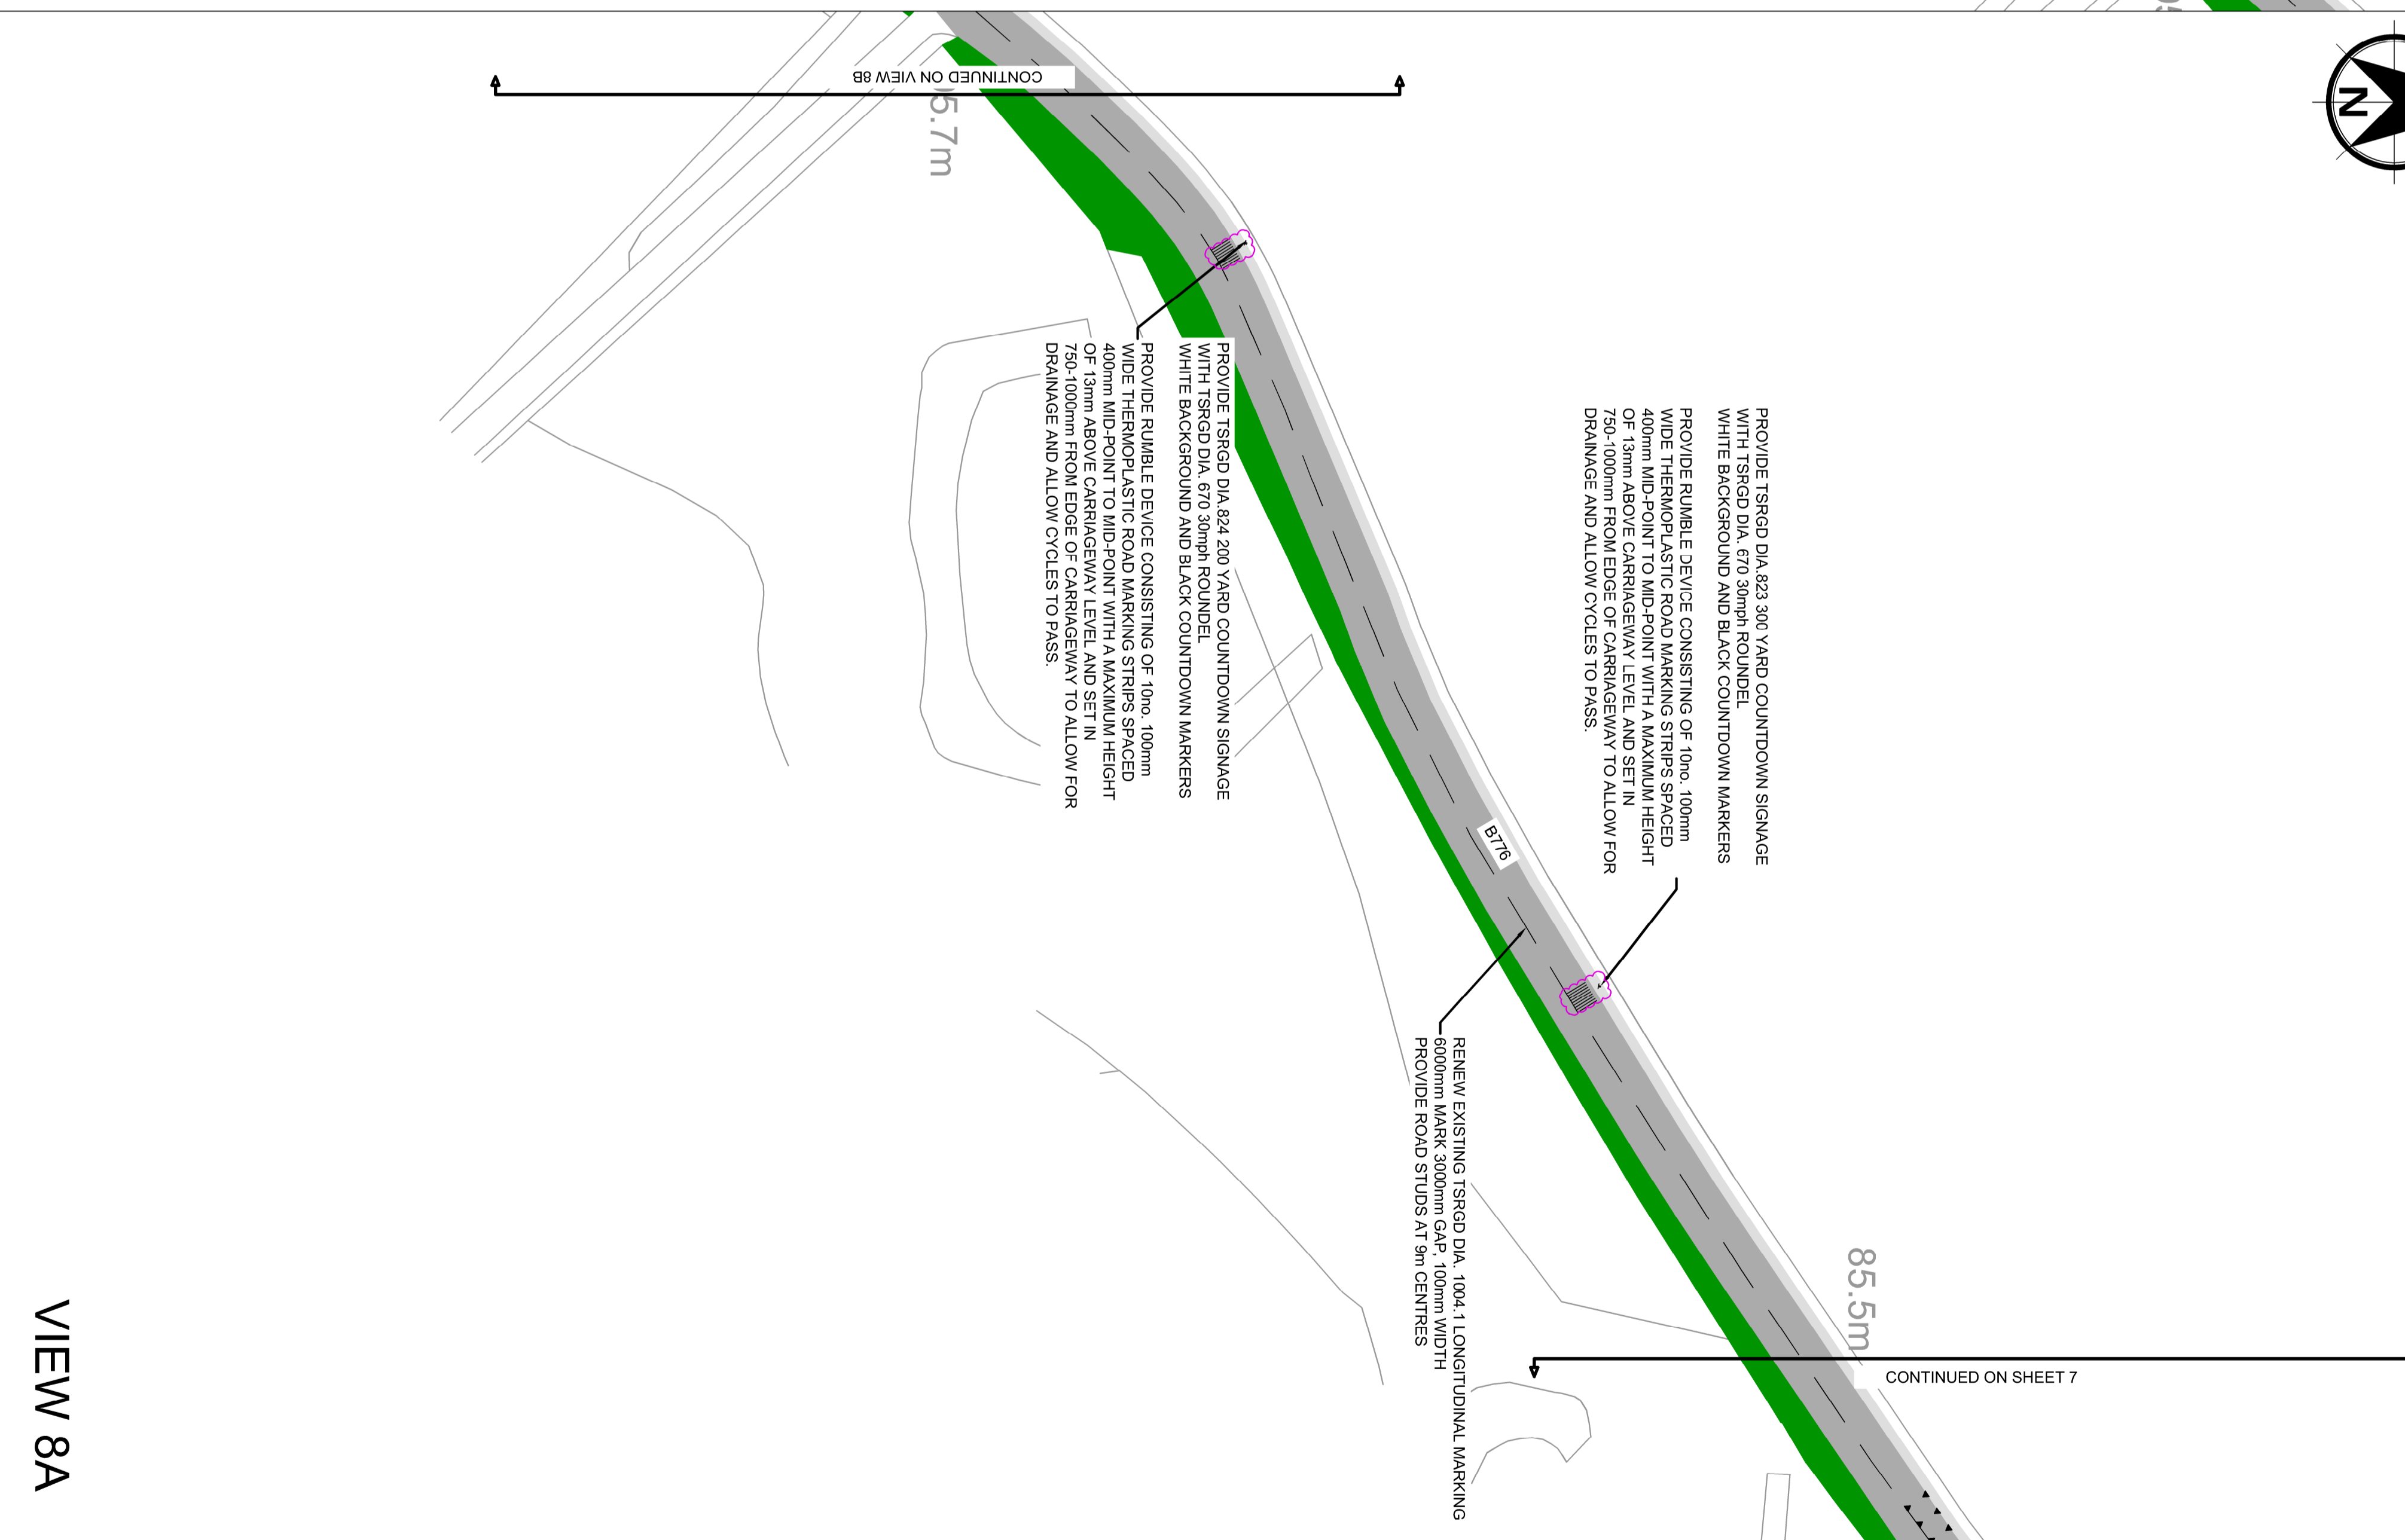 CONTINUED ON VIEW 8B
5.7m
N
PROVIDE TSRGD DIA.824 200 YARD COUNTDOWN SIGNAGE
WITH TSRGD DIA. 670 30mph ROUNDEL
WHITE BACKGROUND AND BLACK COUNTDOWN MARKERS
PROVIDE RUMBLE DEVICE CONSISTING OF 10no. 100mm
WIDE THERMOPLASTIC ROAD MARKING STRIPS SPACED
400mm MID-POINT TO MID-POINT WITH A MAXIMUM HEIGHT
OF 13mm ABOVE CARRIAGEWAY LEVEL AND SET IN
750-1000mm FROM EDGE OF CARRIAGEWAY TO ALLOW FOR
DRAINAGE AND ALLOW CYCLES TO PASS.
PROVIDE TSRGD DIA.823 300 YARD COUNTDOWN SIGNAGE
WITH TSRGD DIA. 670 30mph ROUNDEL
WHITE BACKGROUND AND BLACK COUNTDOWN MARKERS
PROVIDE RUMBLE DEVICE CONSISTING OF 10no. 100mm
WIDE THERMOPLASTIC ROAD MARKING STRIPS SPACED
400mm MID-POINT TO MID-POINT WITH A MAXIMUM HEIGHT
OF 13mm ABOVE CARRIAGEWAY LEVEL AND SET IN
750-1000mm FROM EDGE OF CARRIAGEWAY TO ALLOW FOR
DRAINAGE AND ALLOW CYCLES TO PASS.
B776
RENEW EXISTING TSRGD DIA. 1004.1 LONGITUDINAL MARKING
6000mm MARK 3000mm GAP, 100mm WIDTH
PROVIDE ROAD STUDS AT 9m CENTRES
85.5m
CONTINUED ON SHEET 7
VIEW 8A